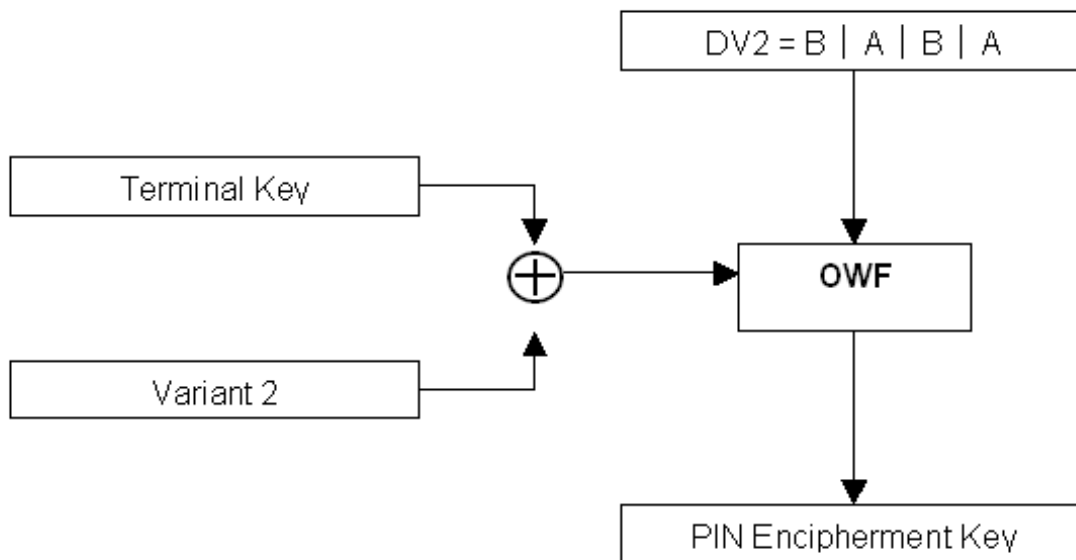 DV2 = B | A | B | A
Terminal Key
OWF
Variant 2
PIN Encipherment Key